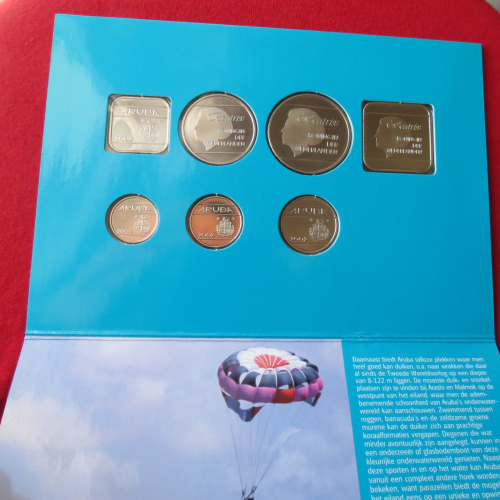 ARUBA
Beatrix
KONINGIN
DER
NEDERLANDEN
Beatrix
KONINGIN
DER
NEDERLANDEN
Beatrix
KONINGIN
DER
NEDERLANDEN
ARUBA
ARUBA
ARUBA
Daarnaast biedt Aruba talloze plekken waar men
heel goed kan duiken, o.a. naar wrakken die daar
al sinds de Tweede Wereldoorlog op een diepte
van 8-122 m liggen. De mooiste duik- en snorkel-
plaatsen zijn te vinden bij Arashi en Malmok op de
westpunt van het eiland, waar men de adem-
benemende schoonheid van Aruba's onderwater-
wereld kan aanschouwen. Zwemmend tussen
roggen, barracuda's en de zeldzame groene
murene kan de duiker zich aan prachtige
koraalformaties vergapen. Degenen die wat
minder avontuurlijk zijn aangelegd, kunnen in
een onderzeeër of glasbodemboot van deze
kleurrijke onderwaterwereld genieten. Naast
deze sporten in en op het water kan Aruba
vanuit een compleet andere hoek worden
bekeken, want parazeilen biedt de moge
het eiland eens op een unieke en